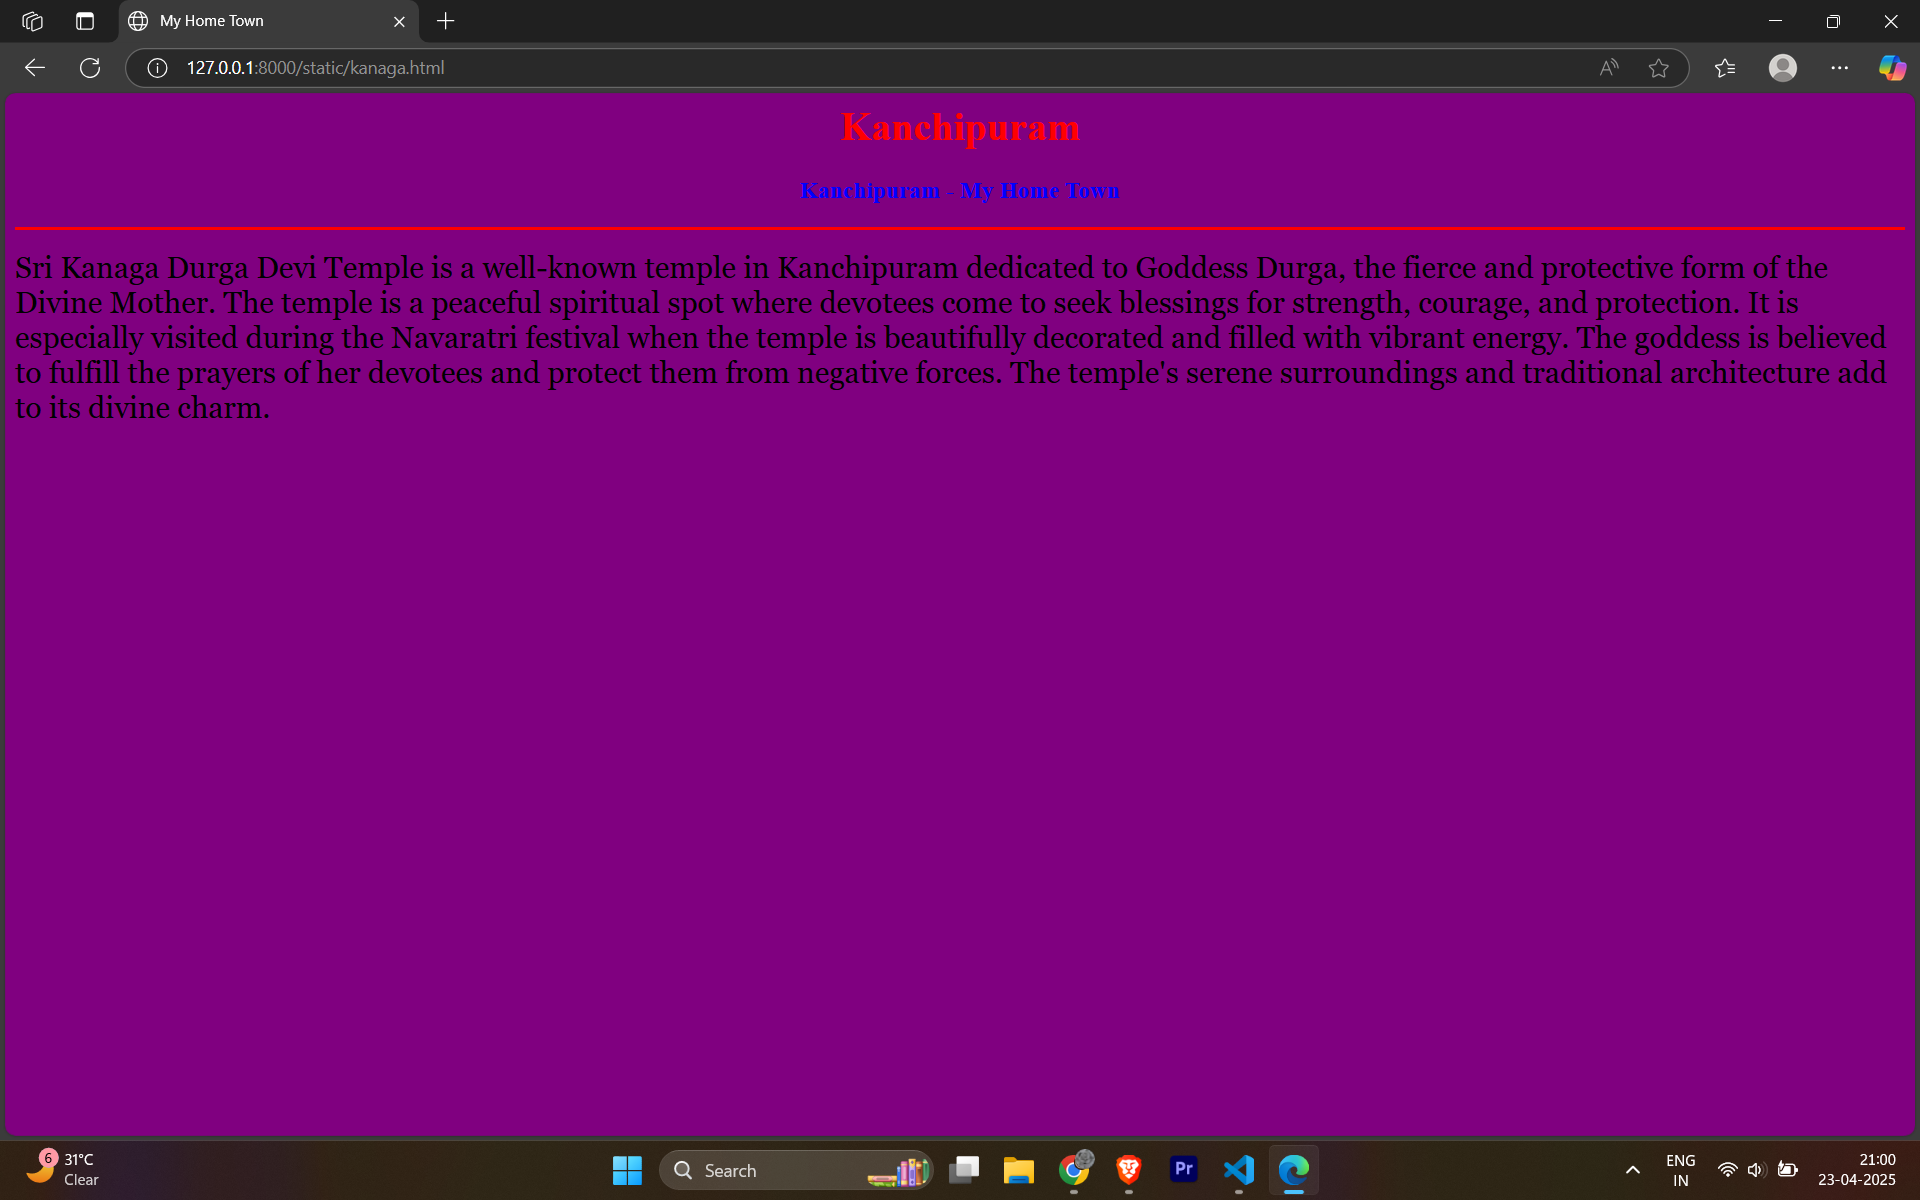 My Home Town
127.0.0.1:8000/static/kanaga.html
Kanchipuram
Kanchipuram - My Home Town
Sri Kanaga Durga Devi Temple is a well-known temple in Kanchipuram dedicated to Goddess Durga, the fierce and protective form of the
Divine Mother. The temple is a peaceful spiritual spot where devotees come to seek blessings for strength, courage, and protection. It is
especially visited during the Navaratri festival when the temple is beautifully decorated and filled with vibrant energy. The goddess is believed
to fulfill the prayers of her devotees and protect them from negative forces. The temple's serene surroundings and traditional architecture add
to its divine charm.
6
31°C
Clear
Search
Pr
ENG
IN
21:00
23-04-2025